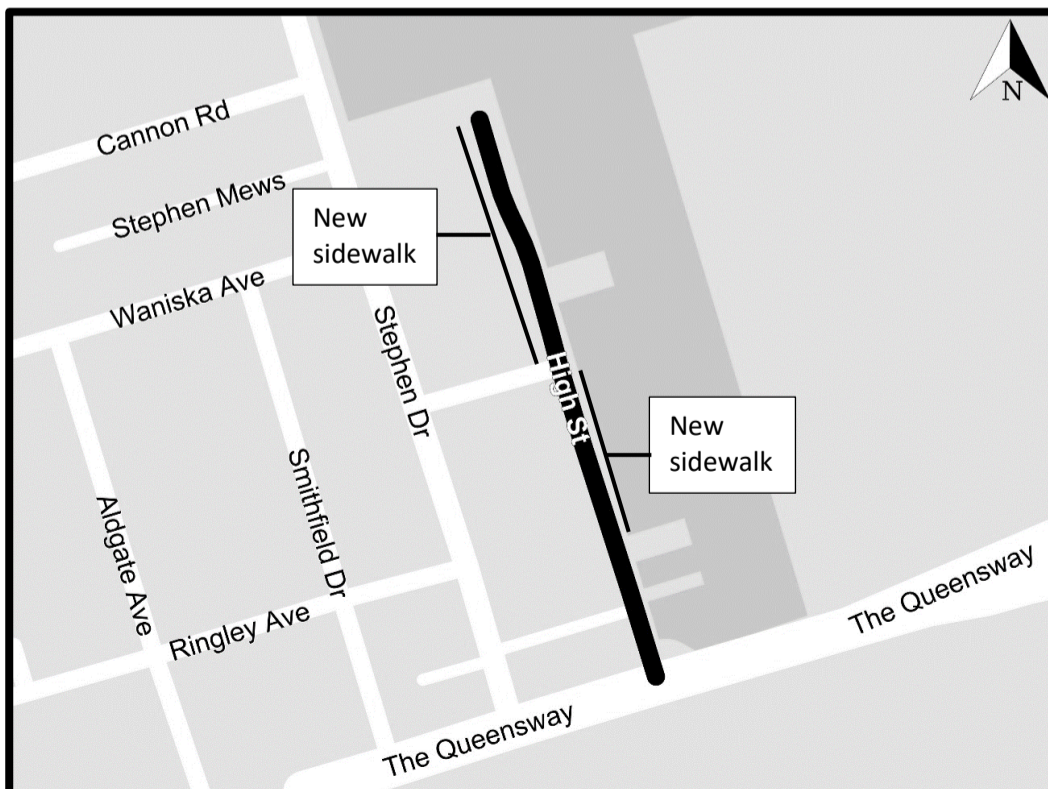 N
Cannon Rd
Stephen Mews
New
sidewalk
Waniska Ave
Stephen Dr
High St
New
sidewalk
Smithfield Dr
Aldgate Ave
Ringley Ave
The Queensway
The Queensway